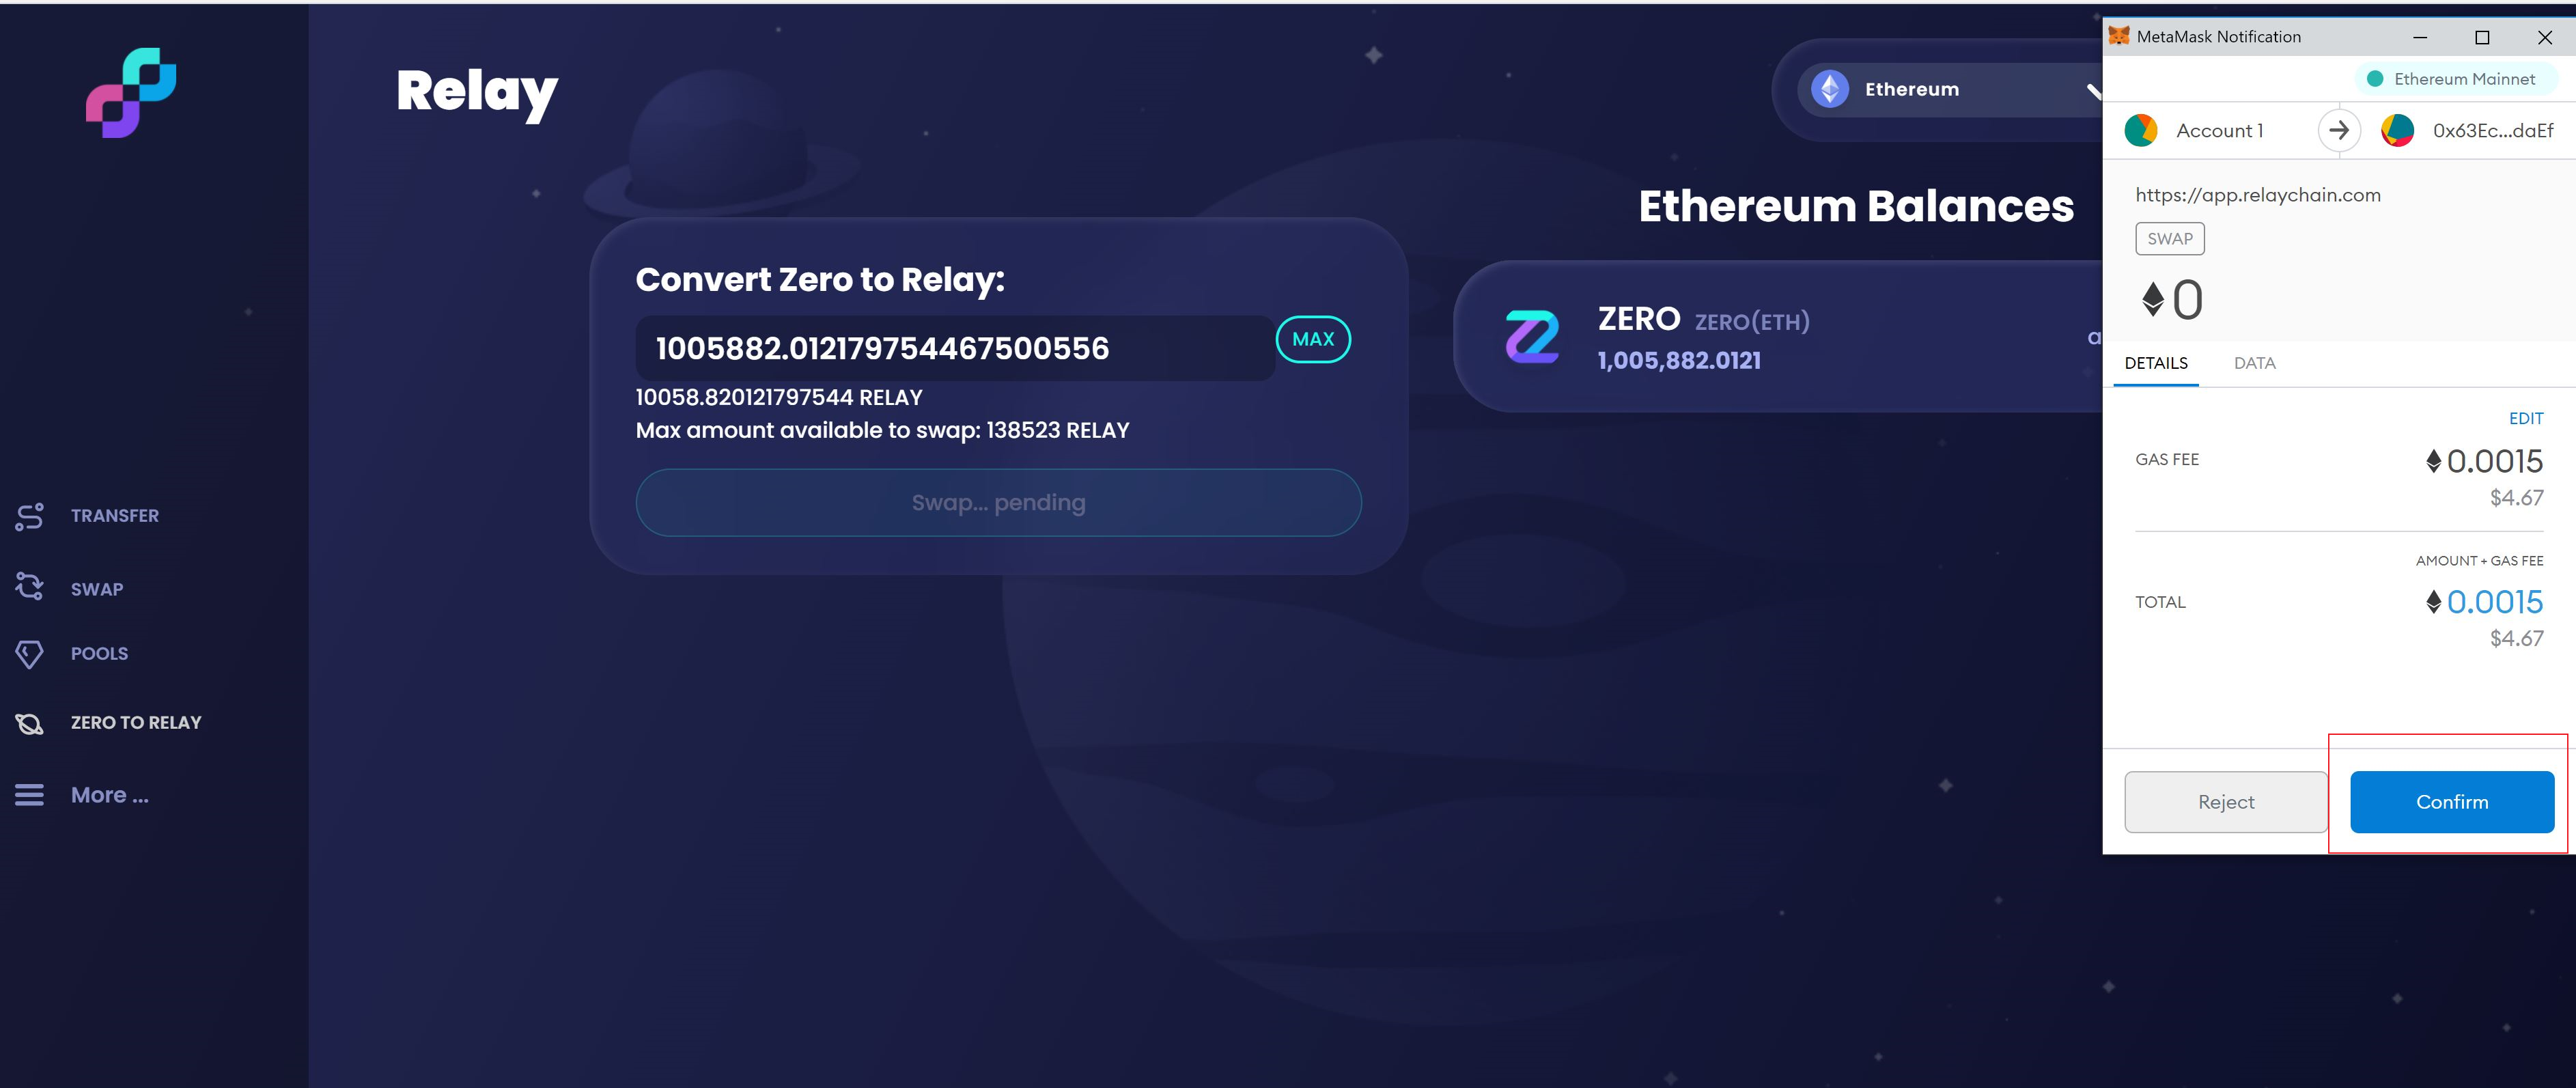 Relay
Ethereum
Ethereum Balances
Convert Zero to Relay:
1005882.012179754467500556
MAX
10058.820121797544 RELAY
Max amount available to swap: 138523 RELAY
Swap... pending
ZERO ZERO(ETH)
1,005,882.0121
a
TRANSFER
SWAP
POOLS
ZERO TO RELAY
More ...
MetaMask Notification
Ethereum Mainnet
Account 1
0x63Ec...daEf
https://app.relaychain.com
SWAP
0
DETAILS
DATA
EDIT
GAS FEE
0.0015
$4.67
AMOUNT + GAS FEE
TOTAL
0.0015
$4.67
Reject
Confirm